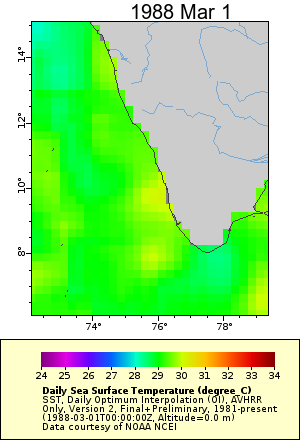 1988 Mar 1
14°
12°
10°
8°
74°
76°
78°
24 25 26 27 28 29 30 31 32 33 34
Daily Sea Surface Temperature (degree_C)
SST, Daily Optimum Interpolation (OI), AVHRR
Only, Version 2, Final+Preliminary, 1981-present
(1988-03-01T00:00:00Z, Altitude=0.0 m)
Data courtesy of NOAA NCEI